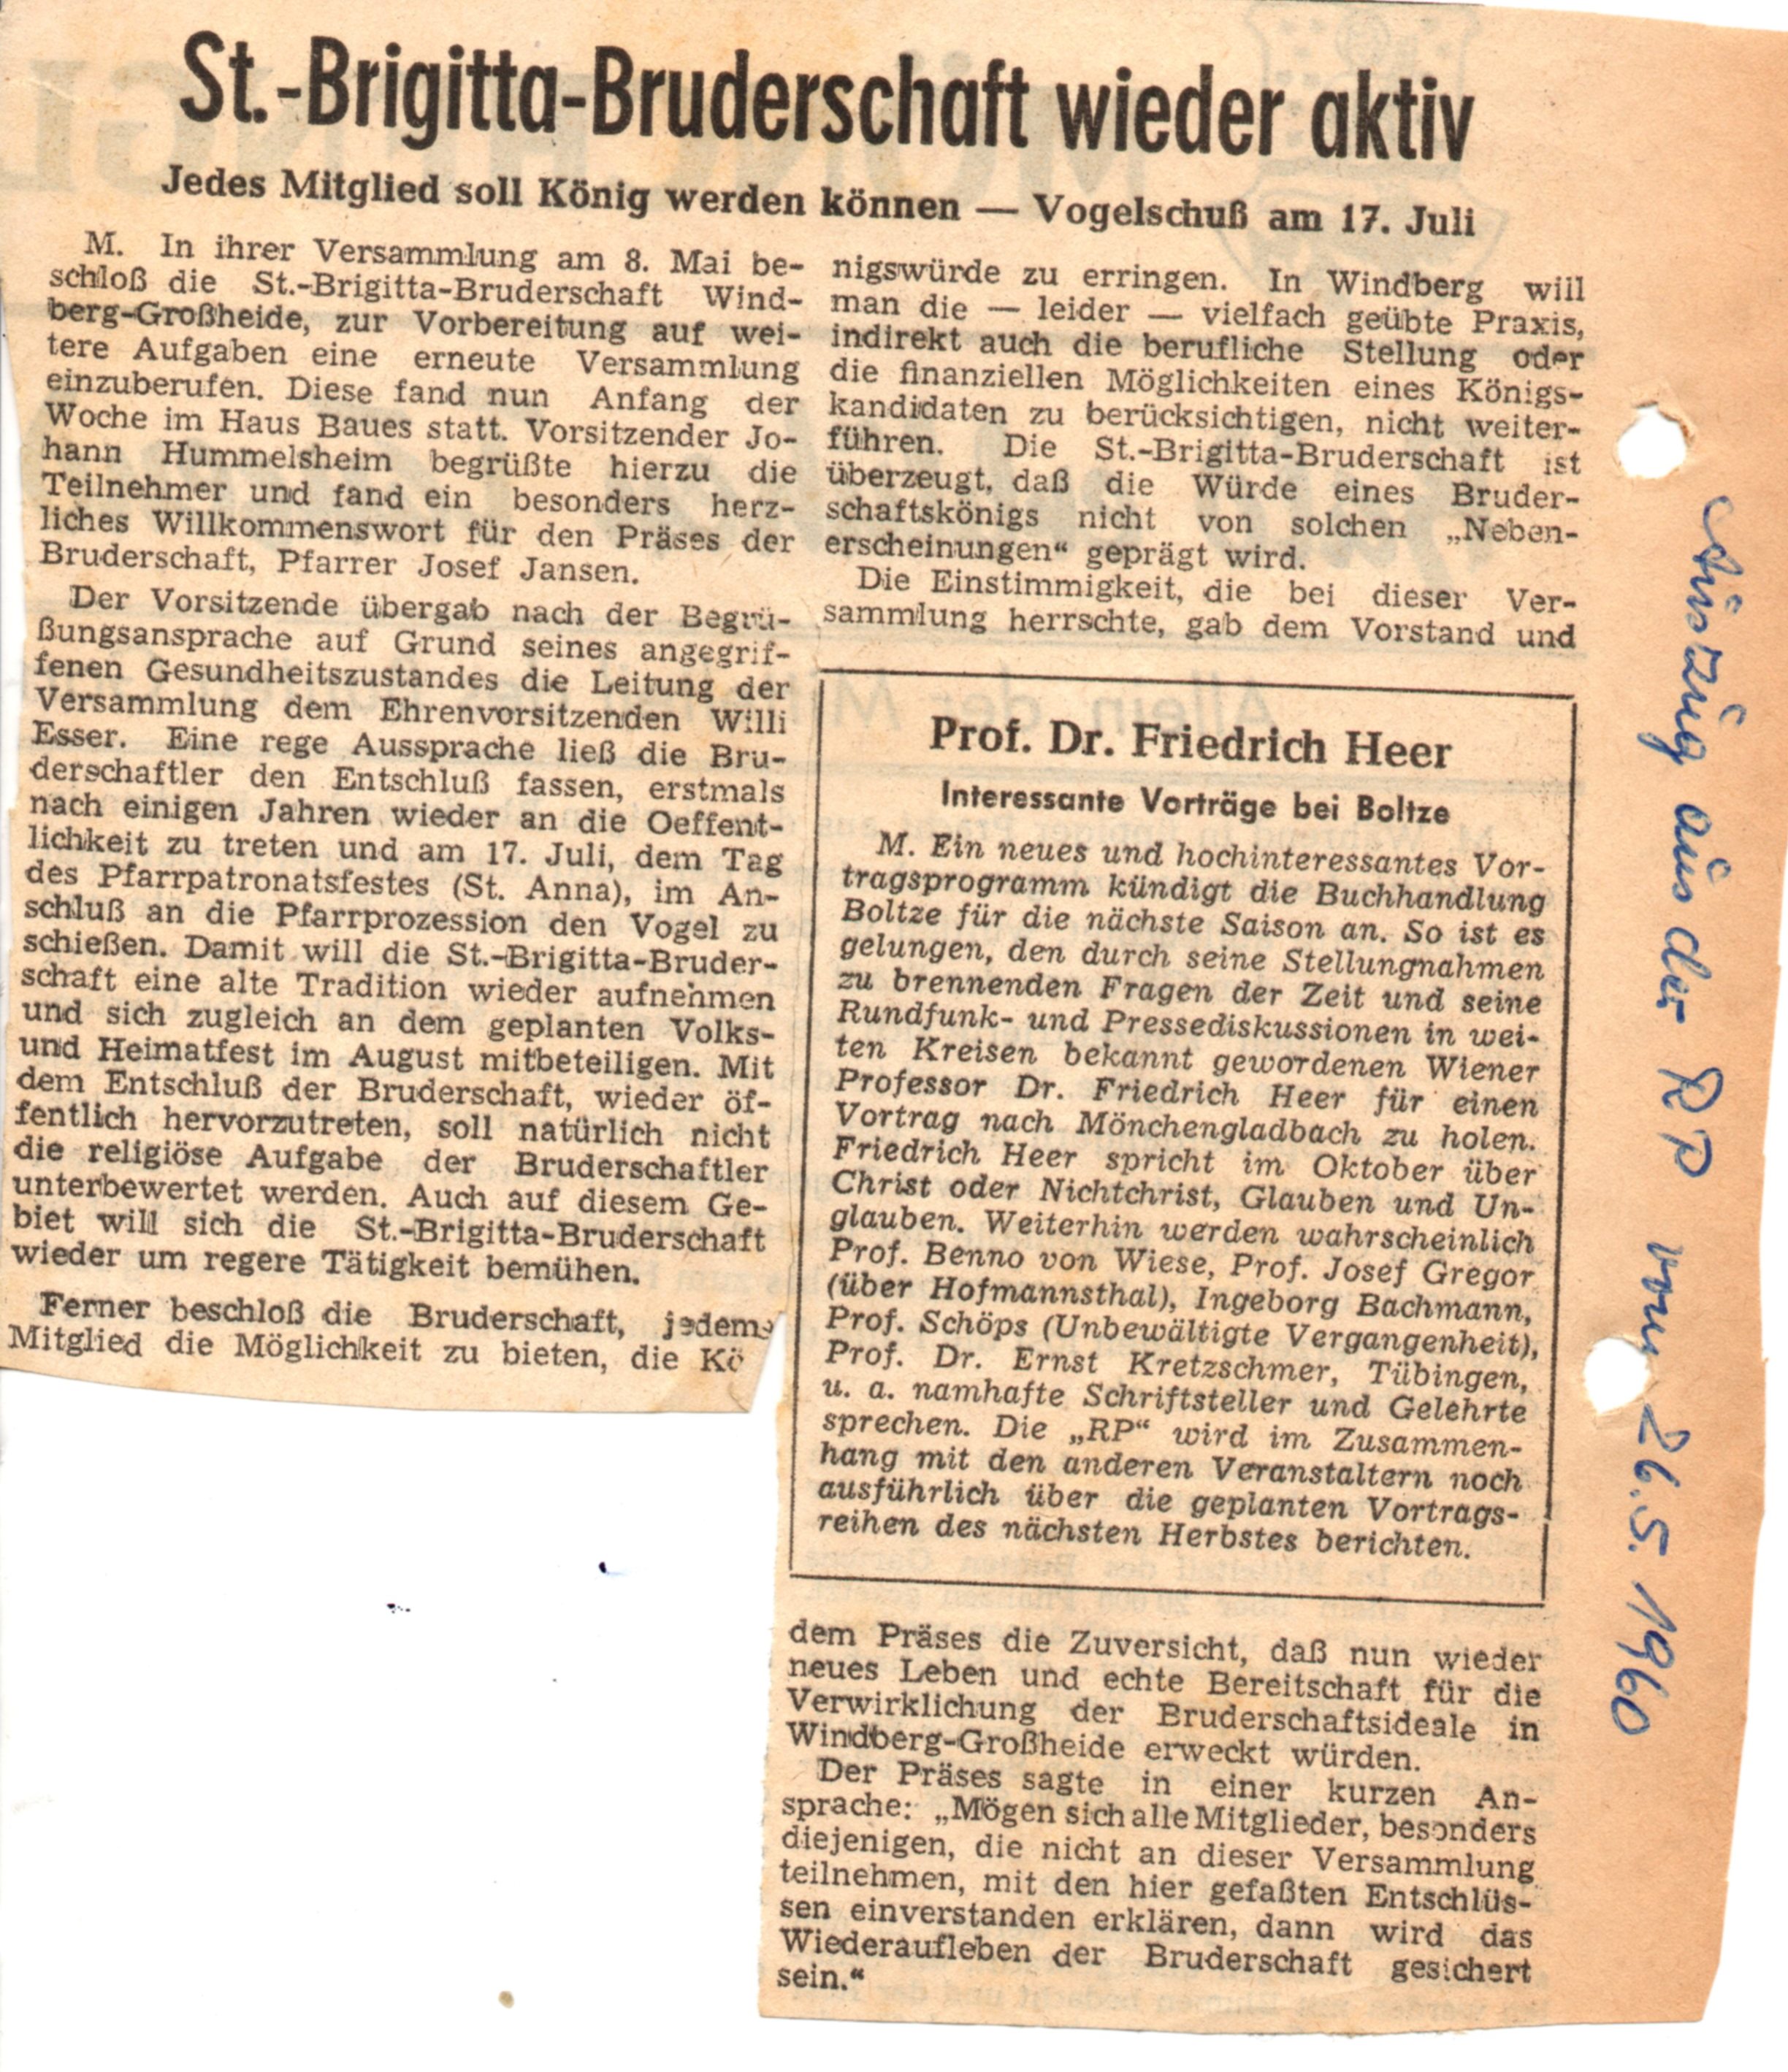 St.-Brigitta-Bruderschaft wieder aktiv
Jedes Mitglied soll König werden können — Vogelschuß am 17. Juli
M. In ihrer Versammlung am 8. Mai be-
schloß die St.-Brigitta-Bruderschaft Wind-
berg-Großheide, zur Vorbereitung auf wei-
tere Aufgaben eine erneute Versammlung
einzuberufen. Diese fand nun Anfang der
Woche im Haus Baues statt. Vorsitzender Jo-
hann Hummelsheim begrüßte hierzu die
Teilnehmer und fand ein besonders herz-
liches Willkommenswort für den Präses der
Bruderschaft, Pfarrer Josef Jansen.
Der Vorsitzende übergab nach der Begrü-
ßungsansprache auf Grund seines angegrif-
fenen Gesundheitszustandes die Leitung der
Versammlung dem Ehrenvorsitzenden Willi
Esser. Eine rege Aussprache ließ die Bru-
derschaftler den Entschluß fassen, erstmals
nach einigen Jahren wieder an die Oeffent-
lichkeit zu treten und am 17. Juli, dem Tag
des Pfarrpatronatsfestes (St. Anna), im An-
schluß an die Pfarrprozession den Vogel zu
schießen. Damit will die St.-Brigitta-Bruder-
schaft eine alte Tradition wieder aufnehmen
und sich zugleich an dem geplanten Volks-
und Heimatfest im August mitbeteiligen. Mit
dem Entschluß der Bruderschaft, wieder öf-
fentlich hervorzutreten, soll natürlich nicht
die religiöse Aufgabe der Bruderschaftler
unterbewertet werden. Auch auf diesem Ge-
biet will sich die St.-Brigitta-Bruderschaft
wieder um regere Tätigkeit bemühen.
Ferner beschloß die Bruderschaft, jedem
Mitglied die Möglichkeit zu bieten, die Kö
nigswürde zu erringen. In Windberg will
man die — leider — vielfach geübte Praxis,
indirekt auch die berufliche Stellung oder
die finanziellen Möglichkeiten eines Königs-
kandidaten zu berücksichtigen, nicht weiter-
führen. Die St.-Brigitta-Bruderschaft ist
überzeugt, daß die Würde eines Bruder-
schaftskönigs nicht von solchen „Neben-
erscheinungen“ geprägt wird.
Die Einstimmigkeit, die bei dieser Ver-
sammlung herrschte, gab dem Vorstand und
Prof. Dr. Friedrich Heer
Interessante Vorträge bei Boltze
M. Ein neues und hochinteressantes Vor-
tragsprogramm kündigt die Buchhandlung
Boltze für die nächste Saison an. So ist es
gelungen, den durch seine Stellungnahmen
zu brennenden Fragen der Zeit und seine
Rundfunk- und Pressediskussionen in wei-
ten Kreisen bekannt gewordenen Wiener
Professor Dr. Friedrich Heer für einen
Vortrag nach Mönchengladbach zu holen.
Friedrich Heer spricht im Oktober über
Christ oder Nichtchrist, Glauben und Un-
glauben. Weiterhin werden wahrscheinlich
Prof. Benno von Wiese, Prof. Josef Gregor
(über Hofmannsthal), Ingeborg Bachmann,
Prof. Schöps (Unbewältigte Vergangenheit),
Prof. Dr. Ernst Kretzschmer, Tübingen,
u. a. namhafte Schriftsteller und Gelehrte
sprechen. Die „RP“ wird im Zusammen-
hang mit den anderen Veranstaltern noch
ausführlich über die geplanten Vortrags-
reihen des nächsten Herbstes berichten.
dem Präses die Zuversicht, daß nun wieder
neues Leben und echte Bereitschaft für die
Verwirklichung der Bruderschaftsideale in
Windberg-Großheide erweckt würden.
Der Präses sagte in einer kurzen An-
sprache: „Mögen sich alle Mitglieder, besonders
diejenigen, die nicht an dieser Versammlung
teilnehmen, mit den hier gefaßten Entschlüs-
sen einverstanden erklären, dann wird das
Wiederaufleben der Bruderschaft gesichert
sein.“
Auszug aus der RP vom 26.5.1960